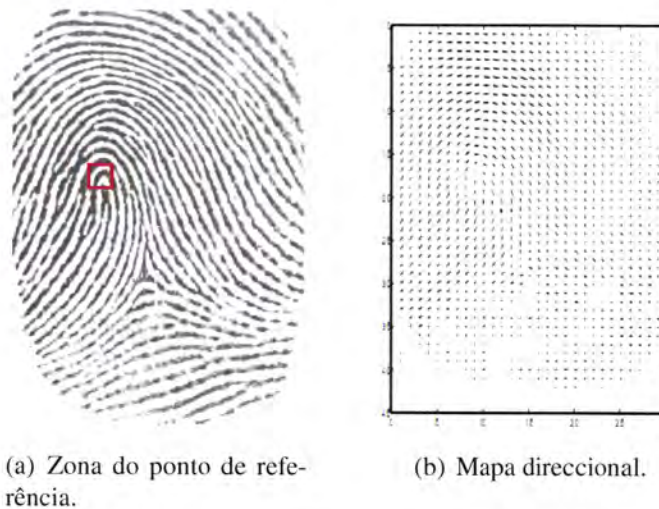 (a) Zona do ponto de refe-
rência.
(b) Mapa direccional.